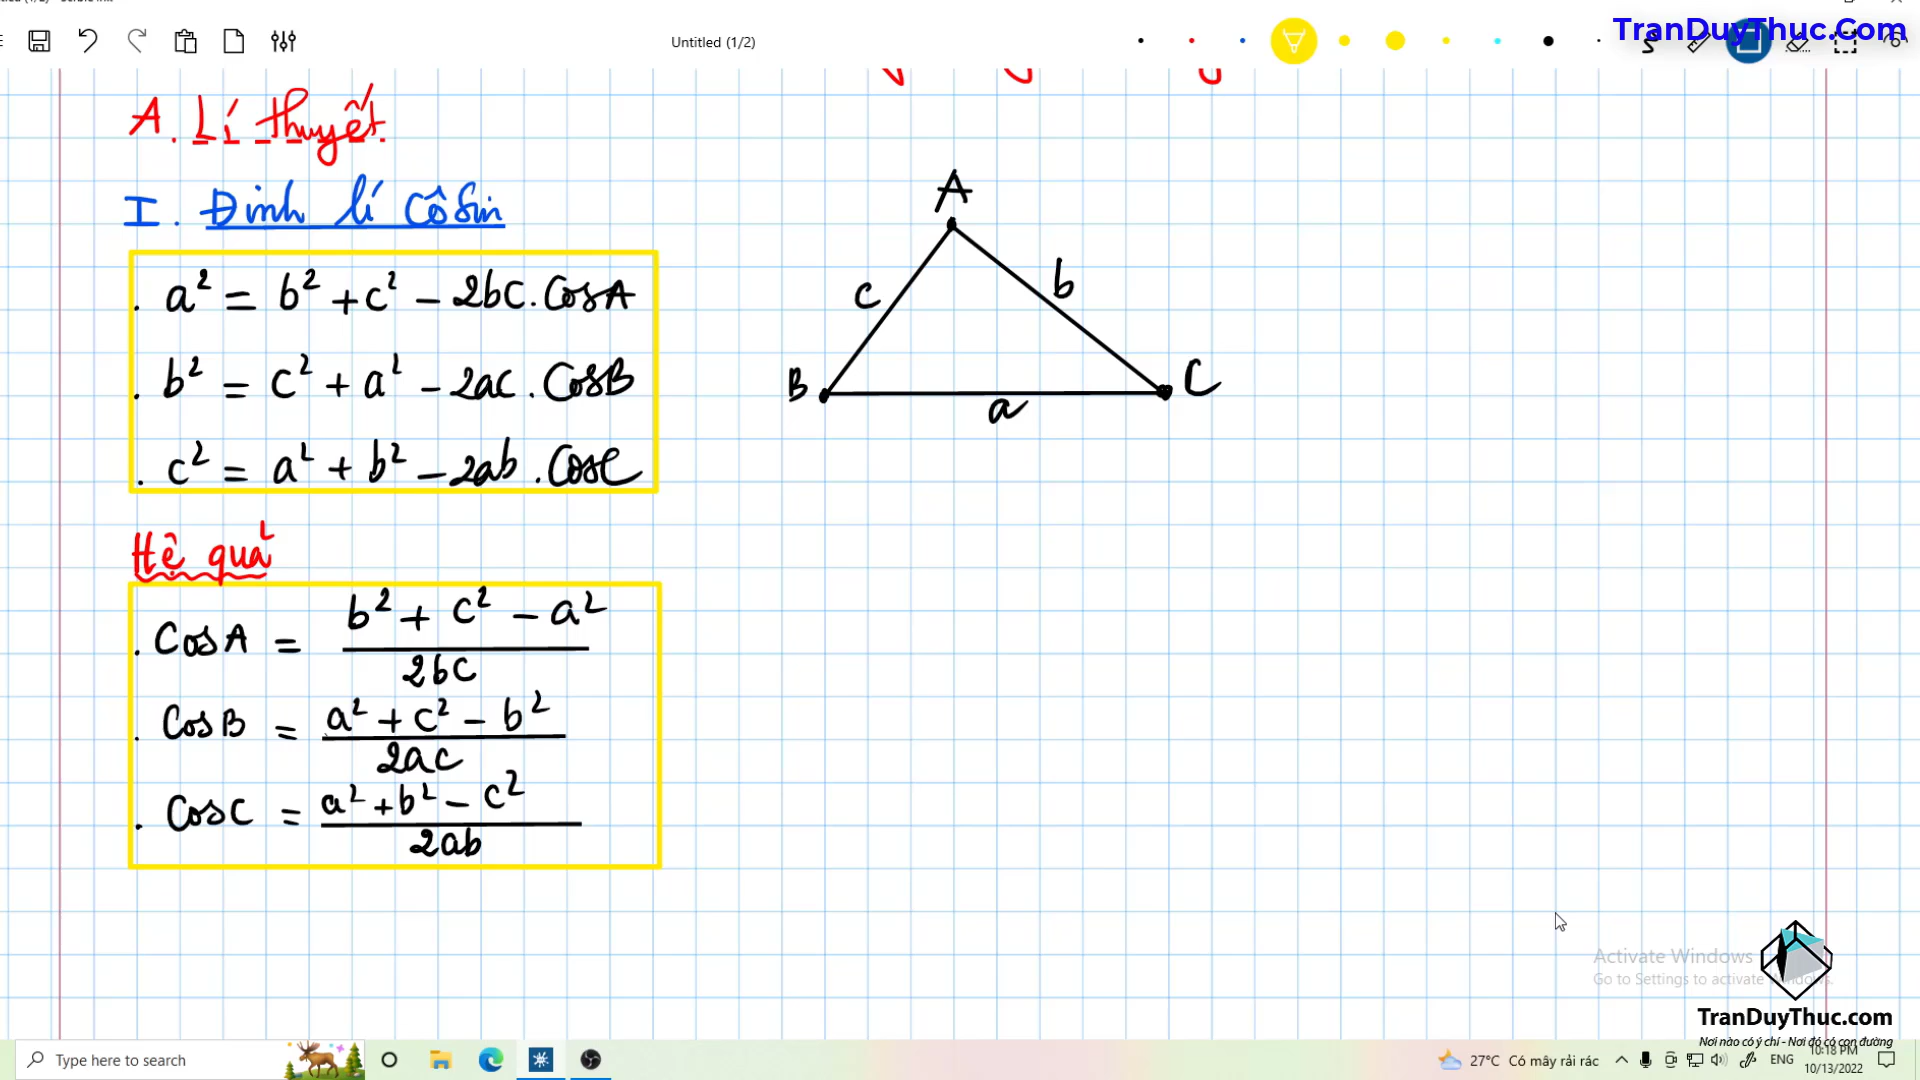 Untitled (1/2)
TranDuyThuc.Com
A. Lí thuyết
I. Định lí Côsin
. a² = b² + c² - 2bc. CosA
. b² = c² + a² - 2ac. CosB
. c² = a² + b² - 2ab. CosC
A
c
b
B
C
a
Hệ quả
. CosA = b² + c² - a² / 2bc
. CosB = a² + c² - b² / 2ac
. CosC = a² + b² - c² / 2ab
Activate Windows
Go to Settings to activate Windows.
TranDuyThuc.com
Nơi nào có ý chí - Nơi đó có con đường
Type here to search
27°C Có mây rải rác
ENG
10:18 PM
10/13/2022